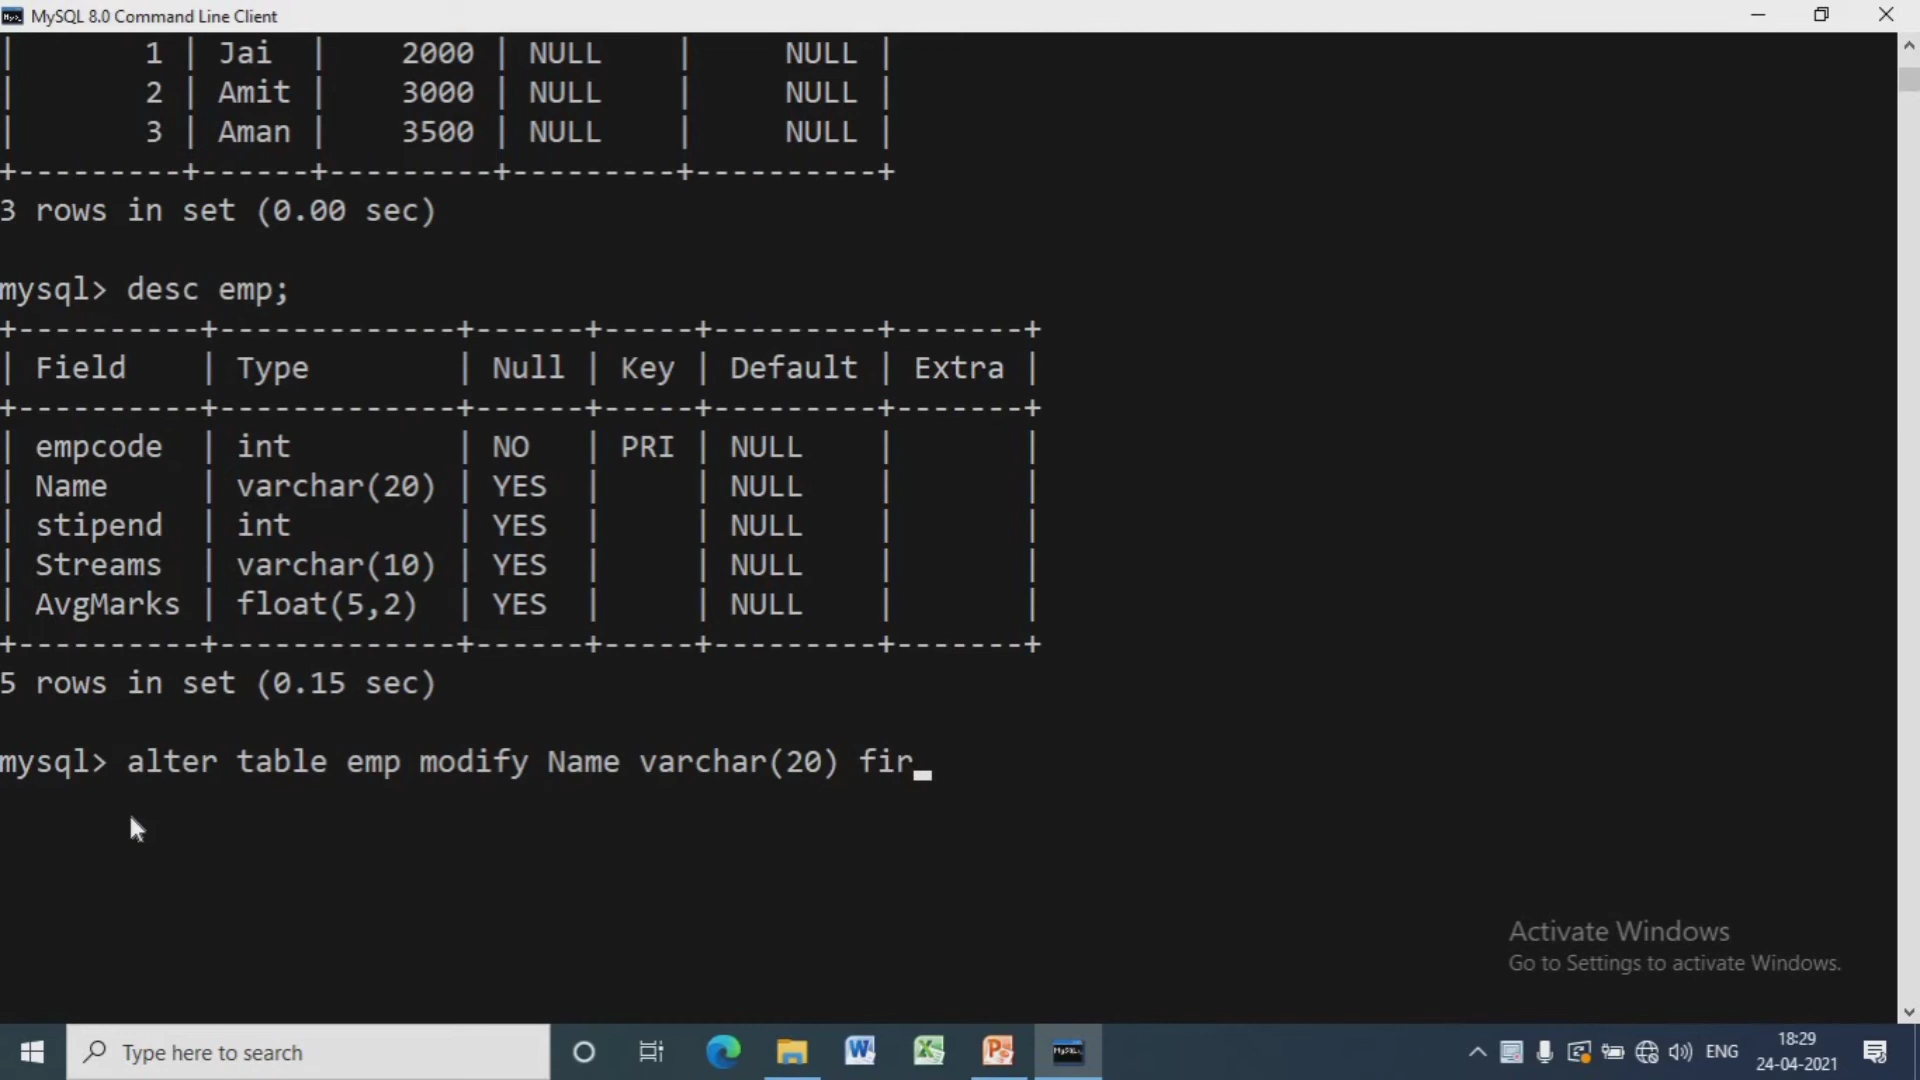 MySQL 8.0 Command Line Client
|       1 | Jai  |    2000 | NULL    |     NULL |
|       2 | Amit |    3000 | NULL    |     NULL |
|       3 | Aman |    3500 | NULL    |     NULL |
+---------+------+---------+---------+----------+
3 rows in set (0.00 sec)
mysql> desc emp;
+----------+-------------+------+-----+---------+-------+
| Field    | Type        | Null | Key | Default | Extra |
+----------+-------------+------+-----+---------+-------+
| empcode  | int         | NO   | PRI | NULL    |       |
| Name     | varchar(20) | YES  |     | NULL    |       |
| stipend  | int         | YES  |     | NULL    |       |
| Streams  | varchar(10) | YES  |     | NULL    |       |
| AvgMarks | float(5,2)  | YES  |     | NULL    |       |
+----------+-------------+------+-----+---------+-------+
5 rows in set (0.15 sec)
mysql> alter table emp modify Name varchar(20) fir_
Activate Windows
Go to Settings to activate Windows.
Type here to search
ENG
18:29
24-04-2021